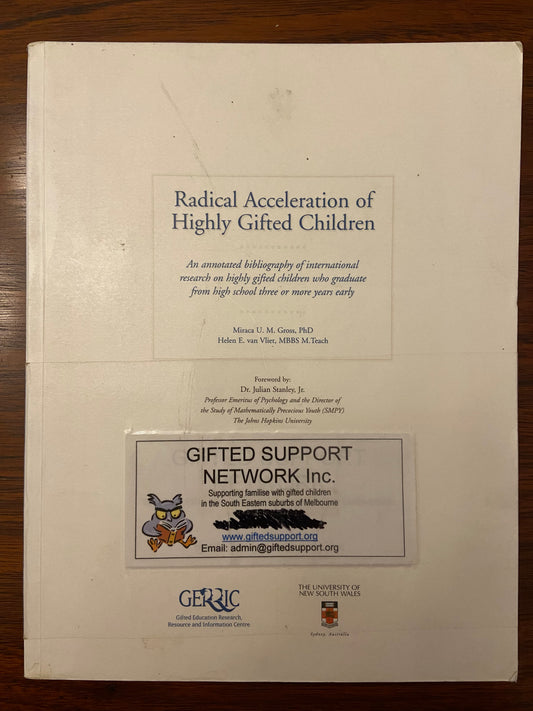 Radical Acceleration of
Highly Gifted Children
An annotated bibliography of international
research on highly gifted children who graduate
from high school three or more years early
Miraca U. M. Gross, PhD
Helen E. van Vliet, MBBS M.Teach
Foreword by:
Dr. Julian Stanley, Jr.
Professor Emeritus of Psychology and the Director of
the Study of Mathematically Precocious Youth (SMPY)
The Johns Hopkins University
GIFTED SUPPORT
NETWORK Inc.
Supporting familise with gifted children
in the South Eastern suburbs of Melbourne
www.giftedsupport.org
Email: admin@giftedsupport.org
GERRIC
Gifted Education Research,
Resource and Information Centre
THE UNIVERSITY OF
NEW SOUTH WALES
Sydney, Australia